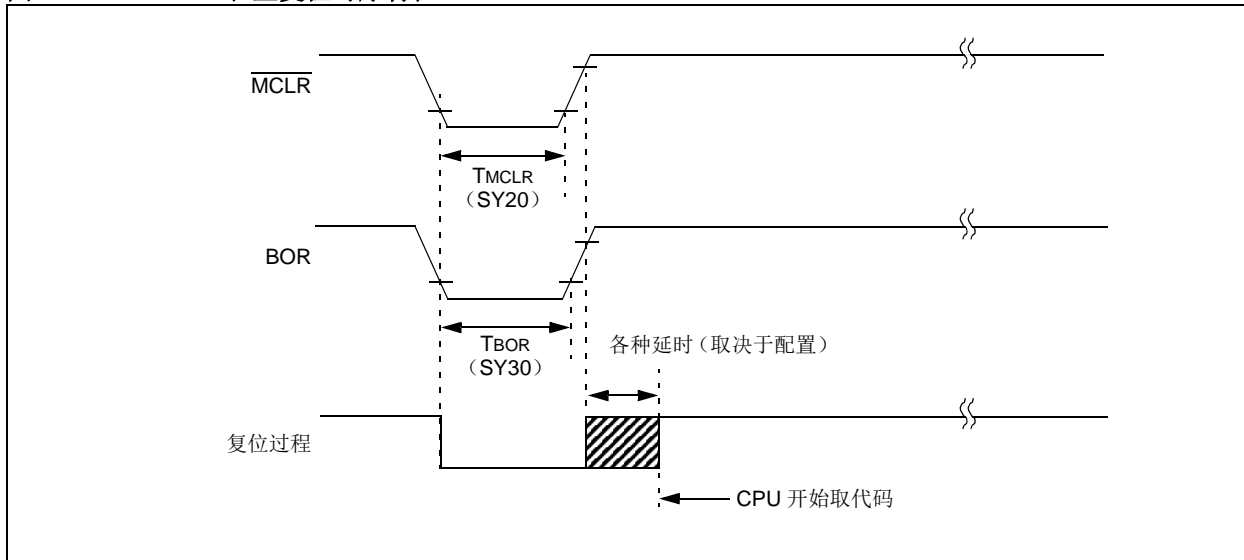 MCLR
TMCLR
（SY20）
BOR
TBOR
（SY30）
各种延时（取决于配置）
复位过程
CPU 开始取代码